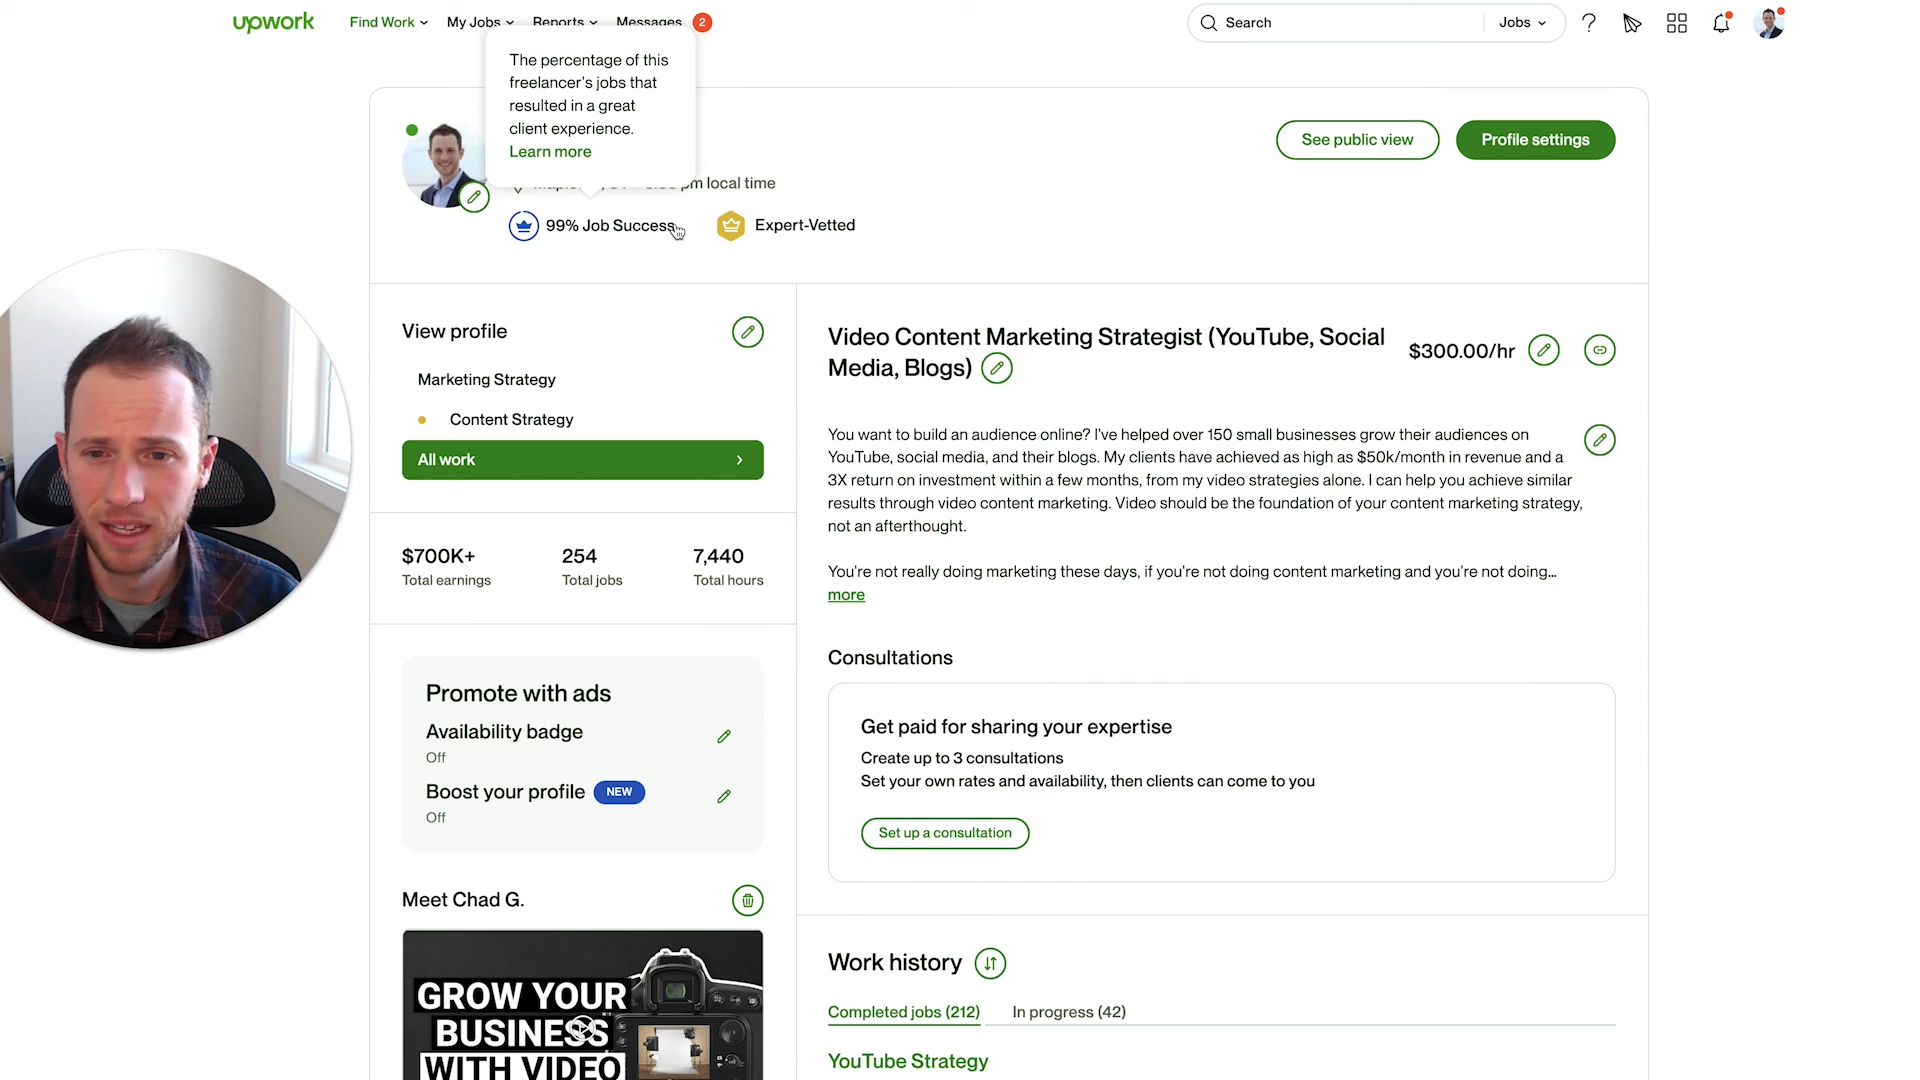 upwork
Find Work
My Jobs
Reports
Messages
2
Search
Jobs
The percentage of this
freelancer's jobs that
resulted in a great
client experience.
Learn more
pm local time
99% Job Success
Expert-Vetted
See public view
Profile settings
View profile
Marketing Strategy
Content Strategy
All work
$700K+
Total earnings
254
Total jobs
7,440
Total hours
Promote with ads
Availability badge
Off
Boost your profile
NEW
Off
Meet Chad G.
GROW YOUR
BUSINESS
WITH VIDEO
Video Content Marketing Strategist (YouTube, Social
Media, Blogs)
$300.00/hr
You want to build an audience online? I've helped over 150 small businesses grow their audiences on
YouTube, social media, and their blogs. My clients have achieved as high as $50k/month in revenue and a
3X return on investment within a few months, from my video strategies alone. I can help you achieve similar
results through video content marketing. Video should be the foundation of your content marketing strategy,
not an afterthought.
You're not really doing marketing these days, if you're not doing content marketing and you're not doing...
more
Consultations
Get paid for sharing your expertise
Create up to 3 consultations
Set your own rates and availability, then clients can come to you
Set up a consultation
Work history
Completed jobs (212)
In progress (42)
YouTube Strategy